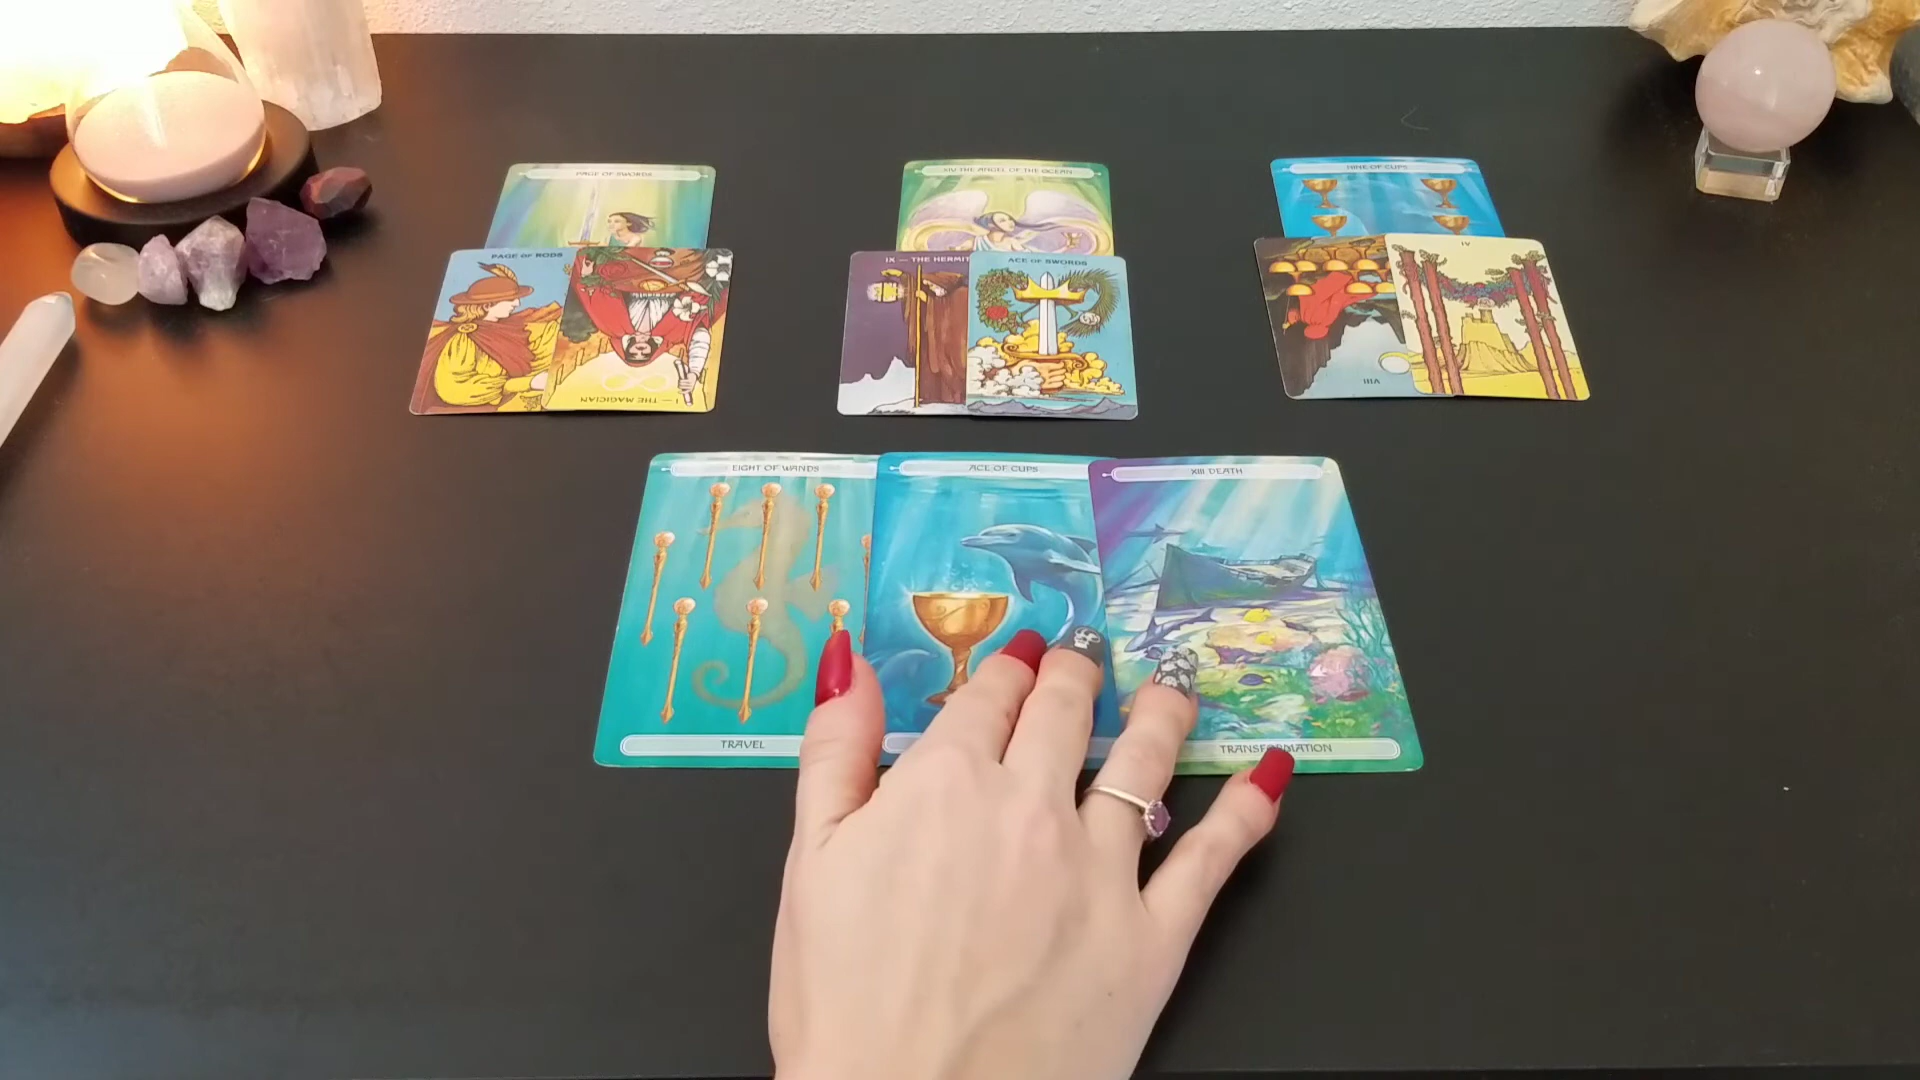 PAGE OF SWORDS
XIV THE ANGEL OF THE OCEAN
NINE OF CUPS
PAGE OF RODS
I — THE MAGICIAN
IX — THE HERMIT
ACE OF SWORDS
VIII
IV
EIGHT OF WANDS
ACE OF CUPS
XIII DEATH
TRAVEL
TRANSFORMATION